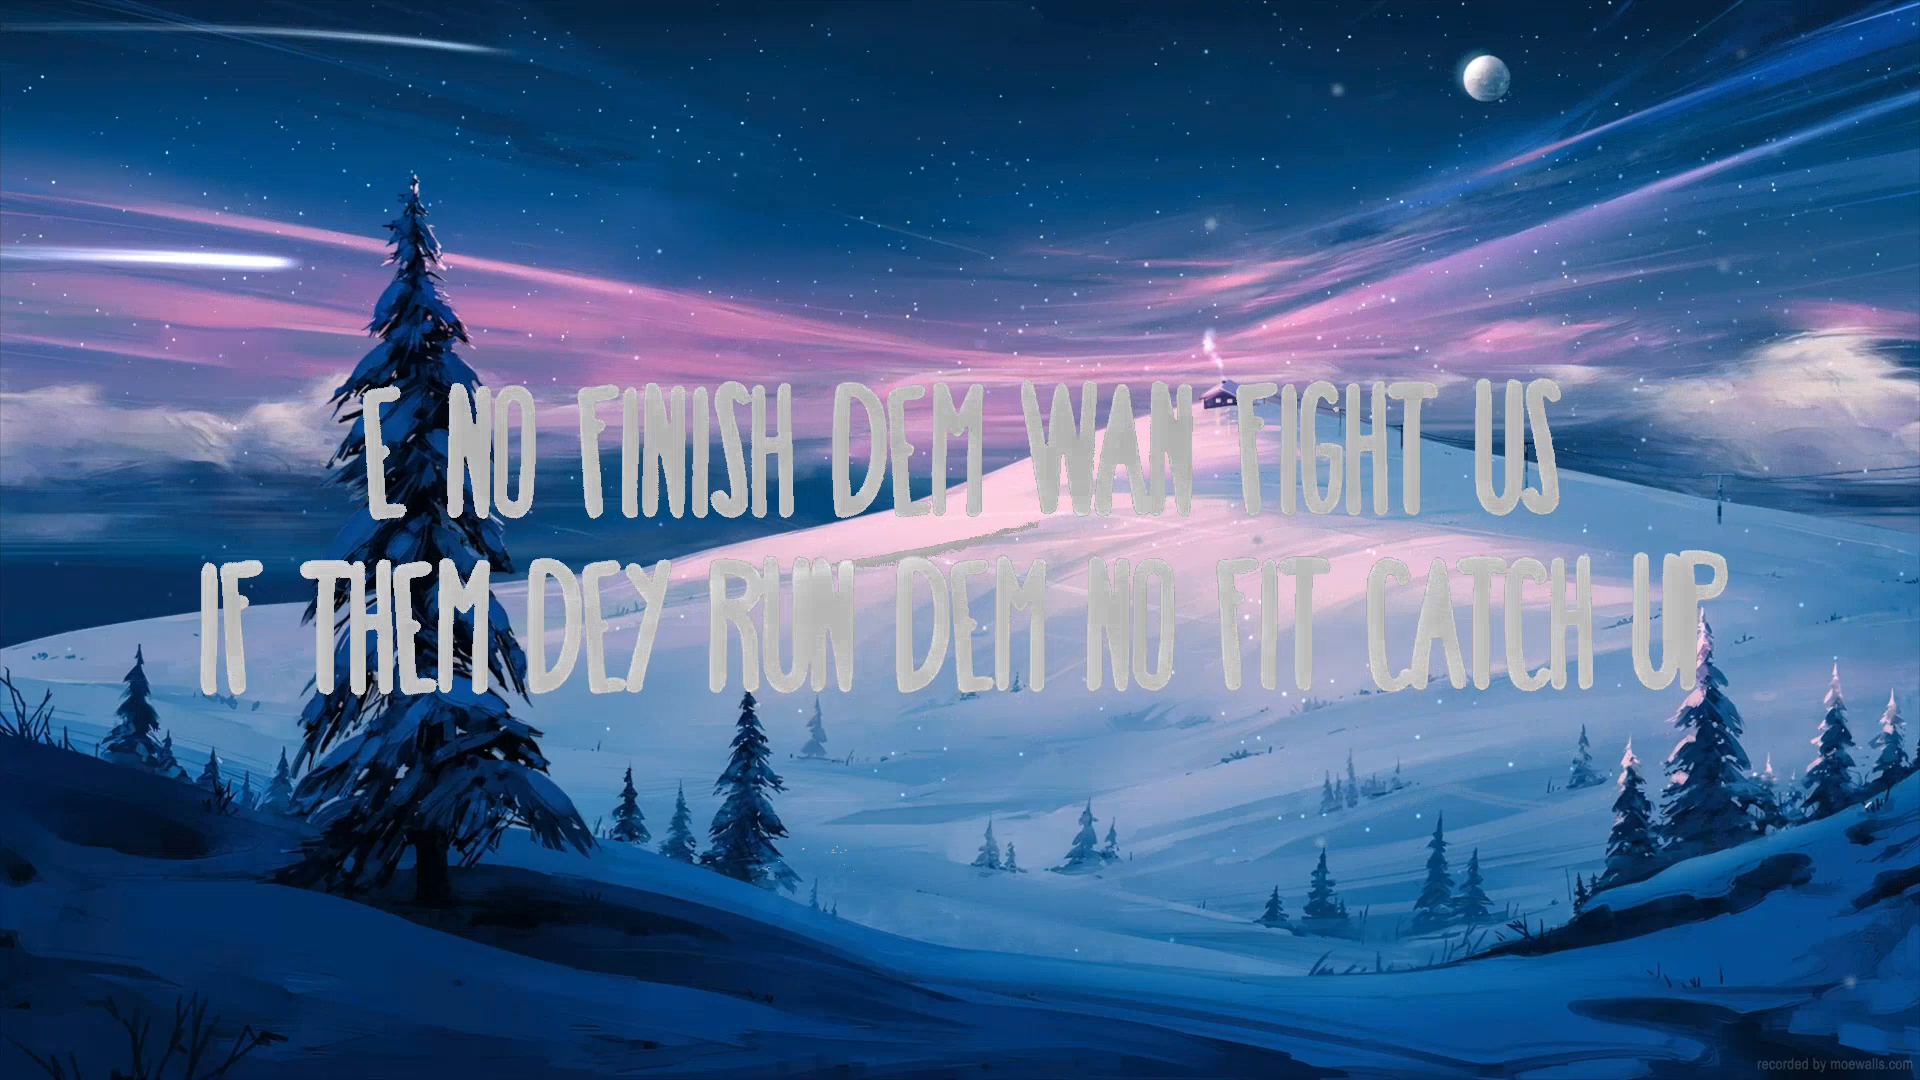 E NO FINISH DEM WAN FIGHT US
IF THEM DEY RUN DEM NO FIT CATCH UP
recorded by moewalls.com